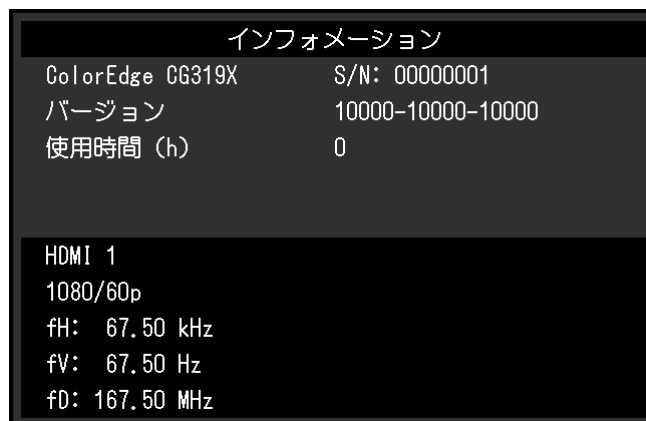 インフォメーション
ColorEdge CG319X S/N: 00000001
バージョン 10000-10000-10000
使用時間 (h) 0
HDMI 1
1080/60p
fH: 67.50 kHz
fV: 67.50 Hz
fD: 167.50 MHz